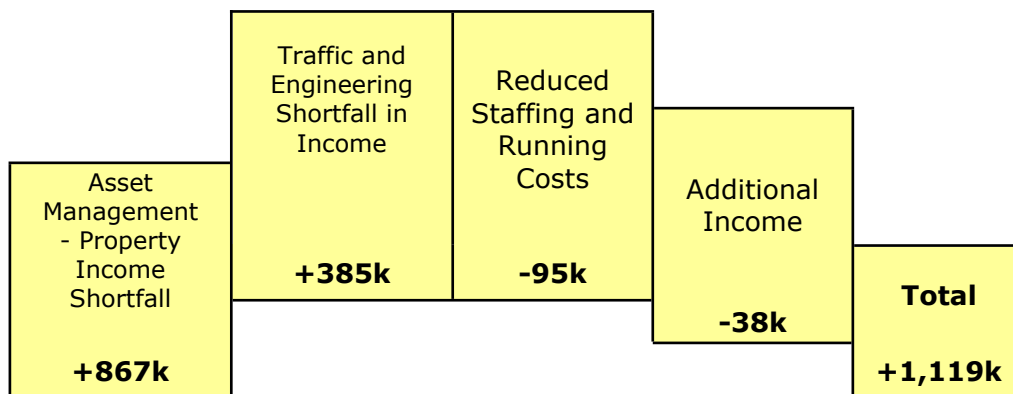 Asset
Management
- Property
Income
Shortfall
+867k
Traffic and
Engineering
Shortfall in
Income
+385k
Reduced
Staffing and
Running
Costs
-95k
Additional
Income
-38k
Total
+1,119k